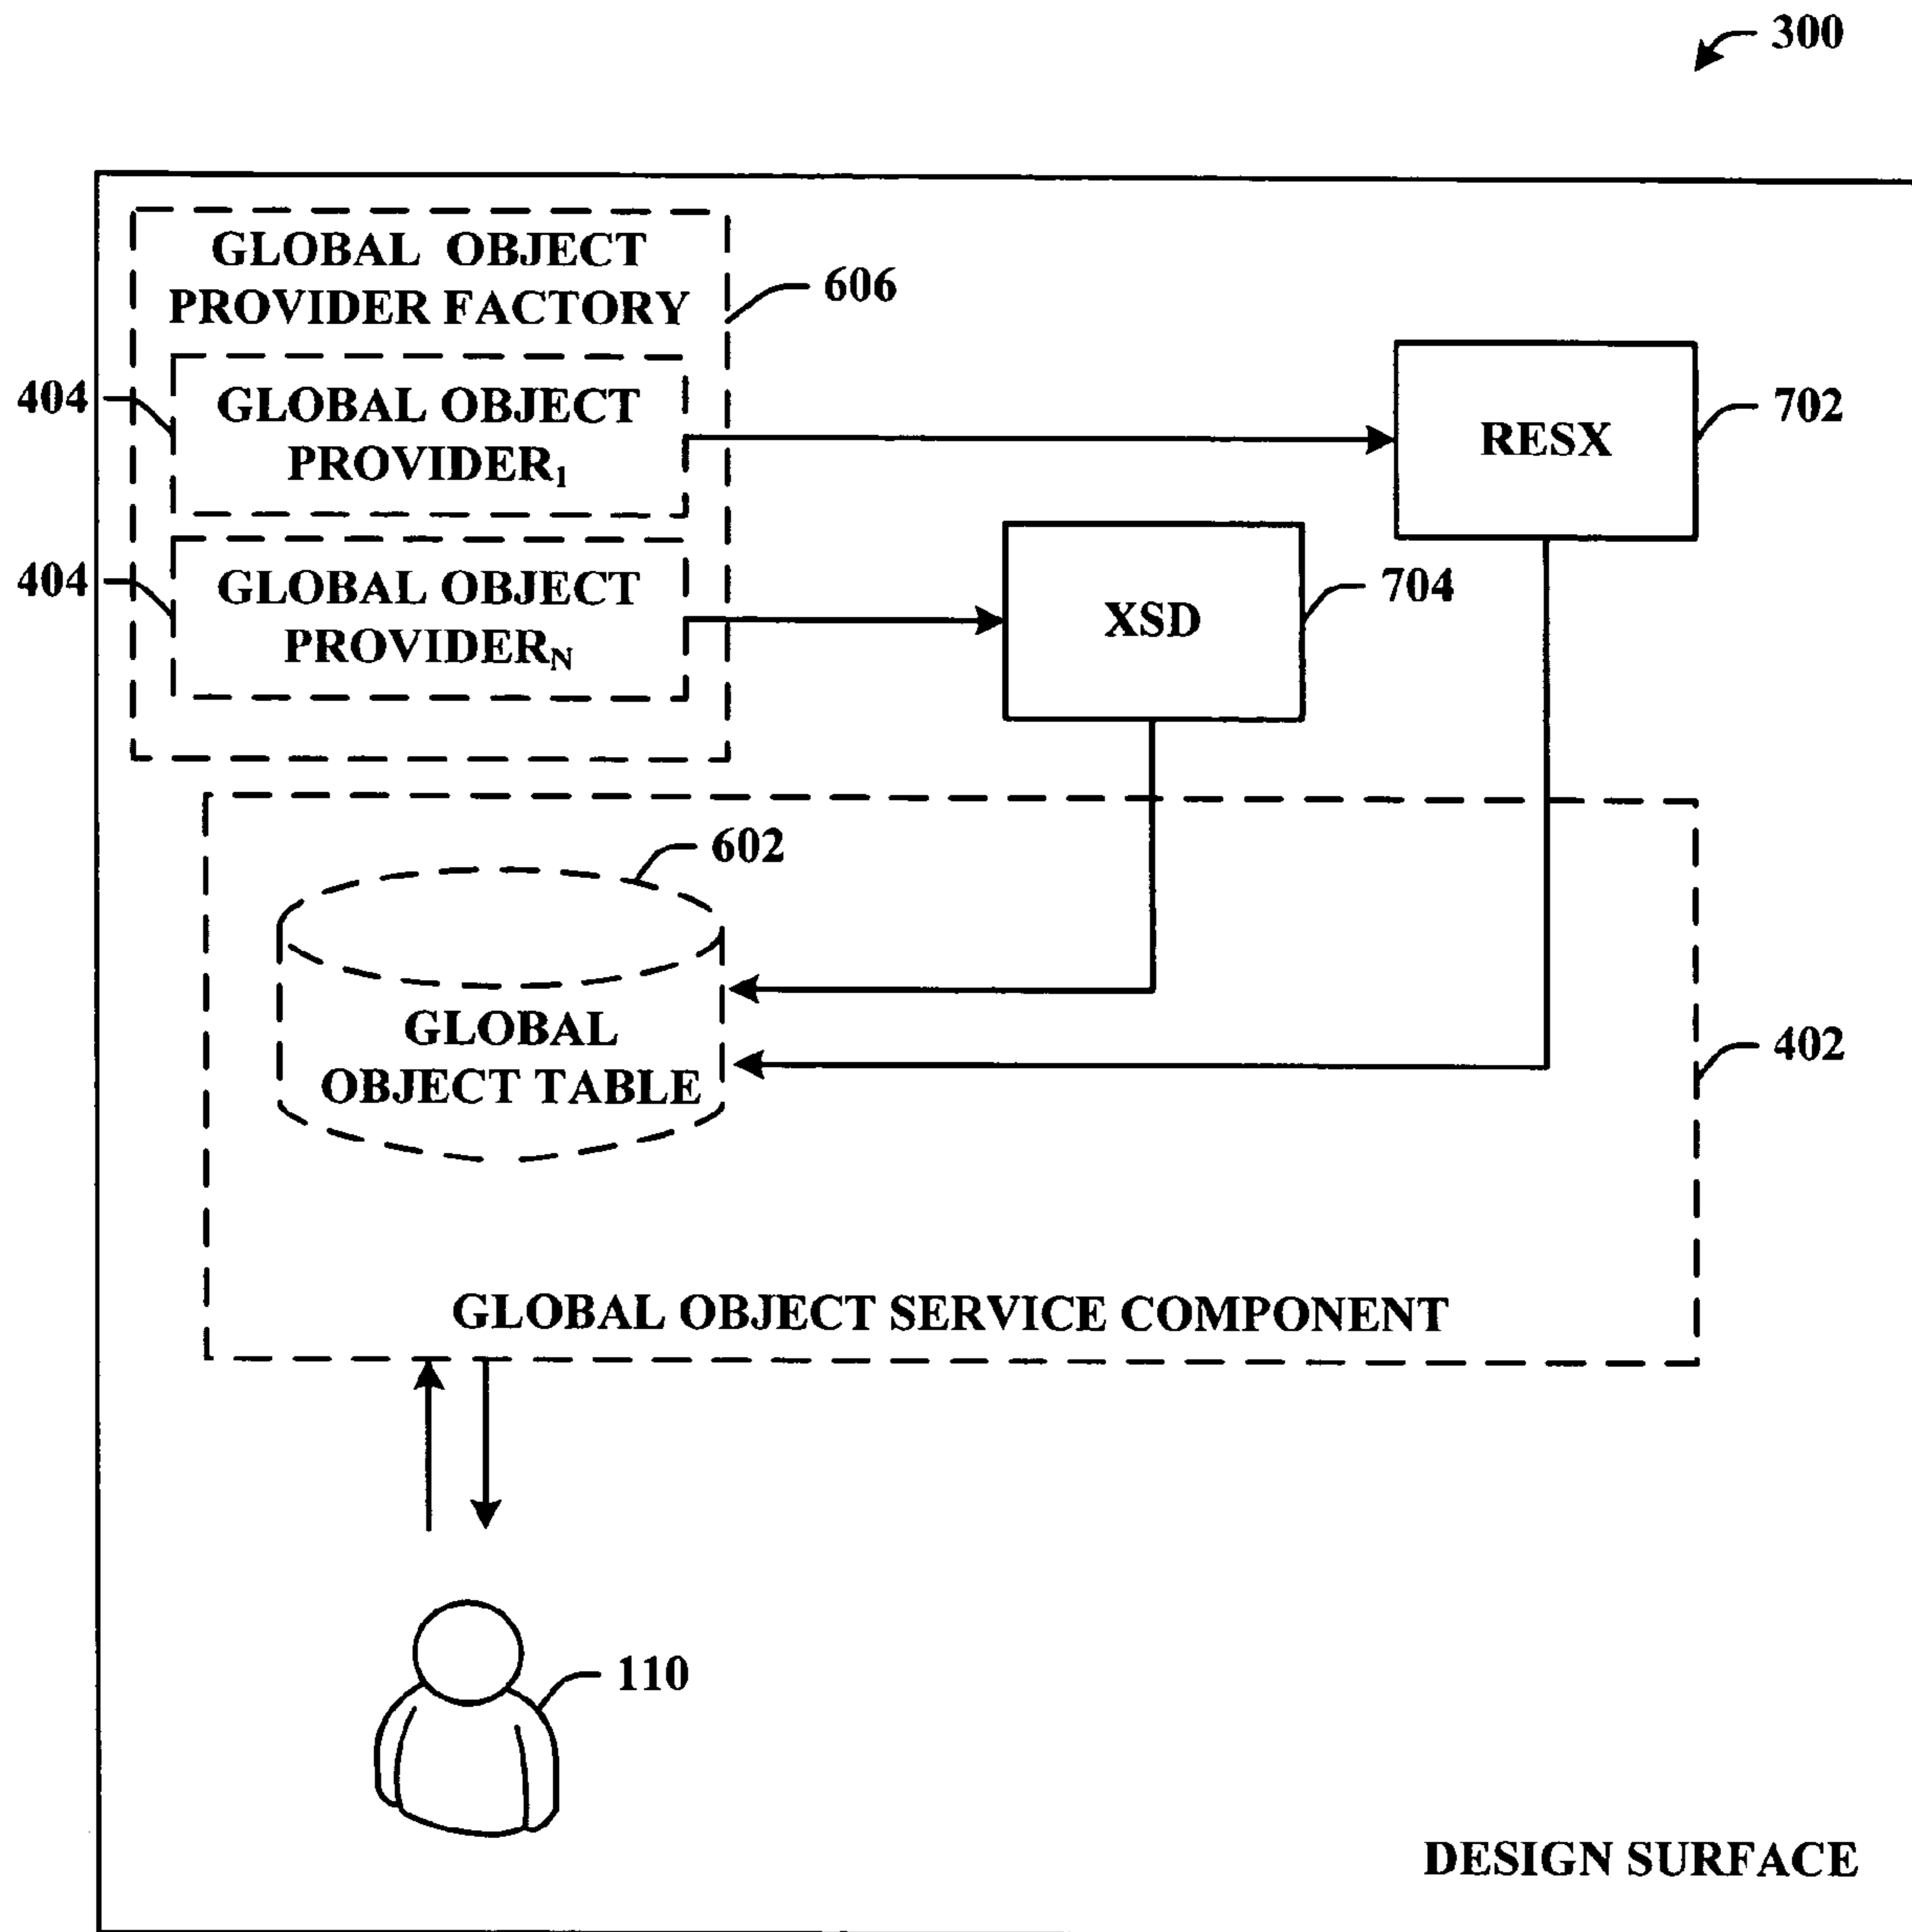 300
GLOBAL OBJECT
PROVIDER FACTORY
606
404
GLOBAL OBJECT
PROVIDER₁
RESX
702
404
GLOBAL OBJECT
PROVIDER_N
XSD
704
602
GLOBAL
OBJECT TABLE
402
GLOBAL OBJECT SERVICE COMPONENT
110
DESIGN SURFACE